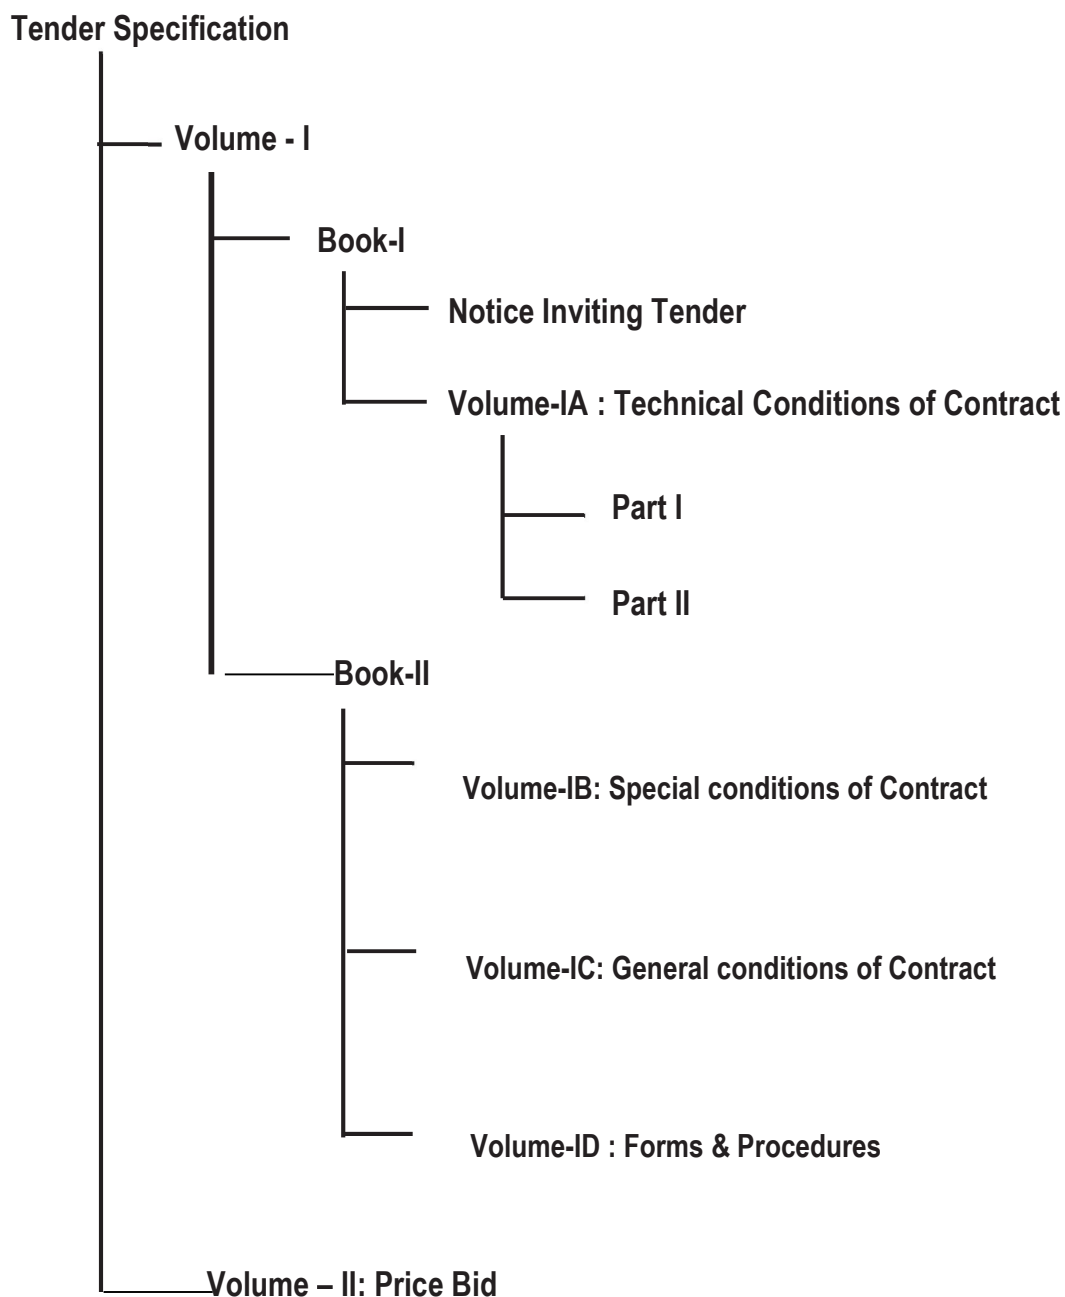 Tender Specification
Volume - I
Book-I
Notice Inviting Tender
Volume-IA : Technical Conditions of Contract
Part I
Part II
Book-II
Volume-IB: Special conditions of Contract
Volume-IC: General conditions of Contract
Volume-ID : Forms & Procedures
Volume – II: Price Bid